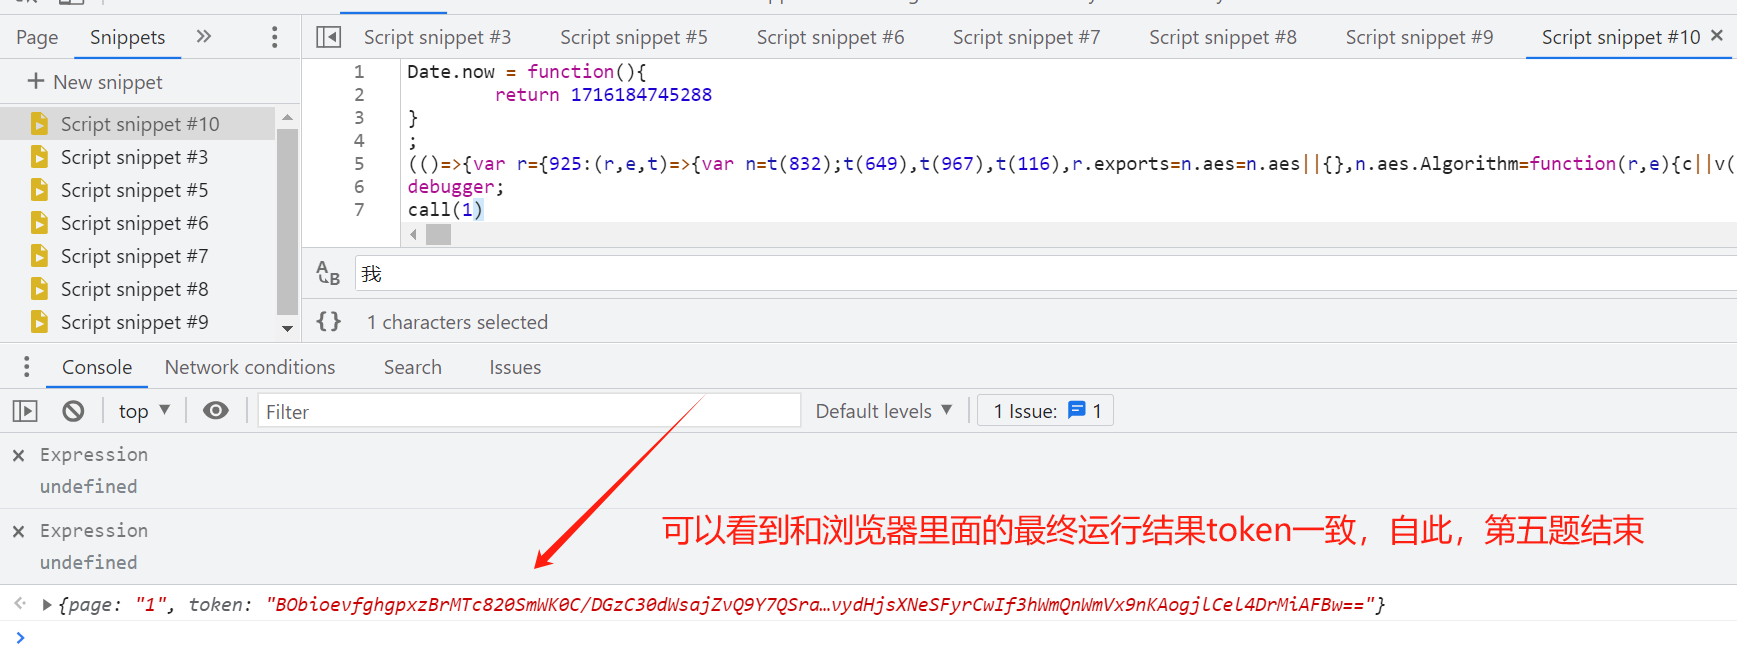 Page Snippets Script snippet #3 Script snippet #5 Script snippet #6 Script snippet #7 Script snippet #8 Script snippet #9 Script snippet #10
New snippet
Script snippet #10
Script snippet #3
Script snippet #5
Script snippet #6
Script snippet #7
Script snippet #8
Script snippet #9
1 Date.now = function(){
2 return 1716184745288
3 }
4 ;
5 (()=>{var r={925:(r,e,t)=>{var n=t(832);t(649),t(967),t(116),r.exports=n.aes=n.aes||{},n.aes.Algorithm=function(r,e){c||v(
6 debugger;
7 call(1)
我
{} 1 characters selected
Console Network conditions Search Issues
top Filter Default levels 1 Issue: 1
Expression
undefined
Expression
undefined
可以看到和浏览器里面的最终运行结果token一致，自此，第五题结束
{page: "1", token: "BObioevfghgpxzBrMTc820SmWK0C/DGzC30dWsajZvQ9Y7QSra…vydHjsXNeSFyrCwIf3hWmQnWmVx9nKAogjlCel4DrMiAFBw=="}